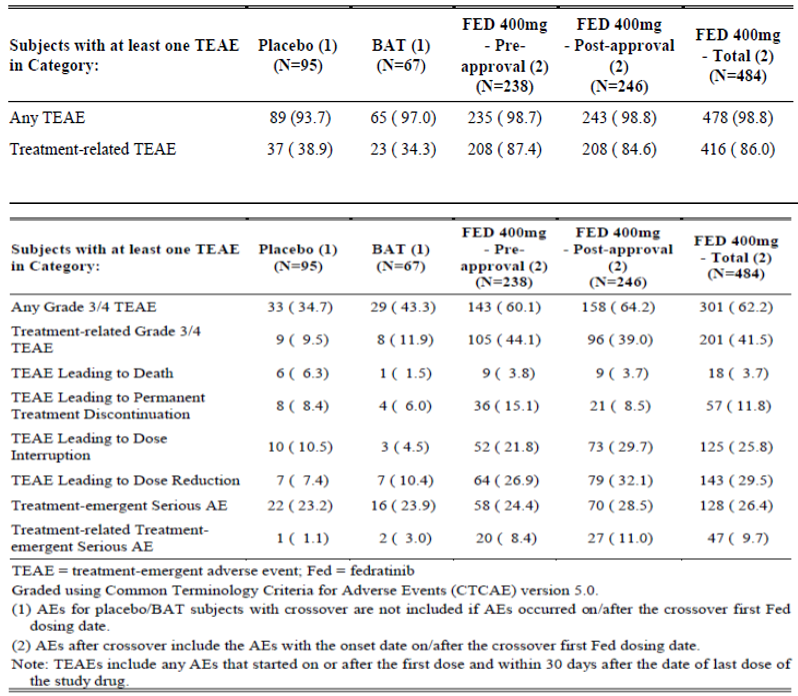 Subjects with at least one TEAE in Category: Placebo (1) (N=95) BAT (1) (N=67) FED 400mg - Pre-approval (2) (N=238) FED 400mg - Post-approval (2) (N=246) FED 400mg - Total (2) (N=484)
Any TEAE 89 (93.7) 65 ( 97.0) 235 ( 98.7) 243 ( 98.8) 478 (98.8)
Treatment-related TEAE 37 ( 38.9) 23 ( 34.3) 208 ( 87.4) 208 ( 84.6) 416 ( 86.0)
Subjects with at least one TEAE in Category: Placebo (1) (N=95) BAT (1) (N=67) FED 400mg - Pre-approval (2) (N=238) FED 400mg - Post-approval (2) (N=246) FED 400mg - Total (2) (N=484)
Any Grade 3/4 TEAE 33 ( 34.7) 29 ( 43.3) 143 ( 60.1) 158 ( 64.2) 301 ( 62.2)
Treatment-related Grade 3/4 TEAE 9 ( 9.5) 8 ( 11.9) 105 ( 44.1) 96 ( 39.0) 201 ( 41.5)
TEAE Leading to Death 6 ( 6.3) 1 ( 1.5) 9 ( 3.8) 9 ( 3.7) 18 ( 3.7)
TEAE Leading to Permanent Treatment Discontinuation 8 ( 8.4) 4 ( 6.0) 36 ( 15.1) 21 ( 8.5) 57 ( 11.8)
TEAE Leading to Dose Interruption 10 ( 10.5) 3 ( 4.5) 52 ( 21.8) 73 ( 29.7) 125 ( 25.8)
TEAE Leading to Dose Reduction 7 ( 7.4) 7 ( 10.4) 64 ( 26.9) 79 ( 32.1) 143 ( 29.5)
Treatment-emergent Serious AE 22 ( 23.2) 16 ( 23.9) 58 ( 24.4) 70 ( 28.5) 128 ( 26.4)
Treatment-related Treatment-emergent Serious AE 1 ( 1.1) 2 ( 3.0) 20 ( 8.4) 27 ( 11.0) 47 ( 9.7)
TEAE = treatment-emergent adverse event; Fed = fedratinib
Graded using Common Terminology Criteria for Adverse Events (CTCAE) version 5.0.
(1) AEs for placebo/BAT subjects with crossover are not included if AEs occurred on/after the crossover first Fed
dosing date.
(2) AEs after crossover include the AEs with the onset date on/after the crossover first Fed dosing date.
Note: TEAEs include any AEs that started on or after the first dose and within 30 days after the date of last dose of
the study drug.